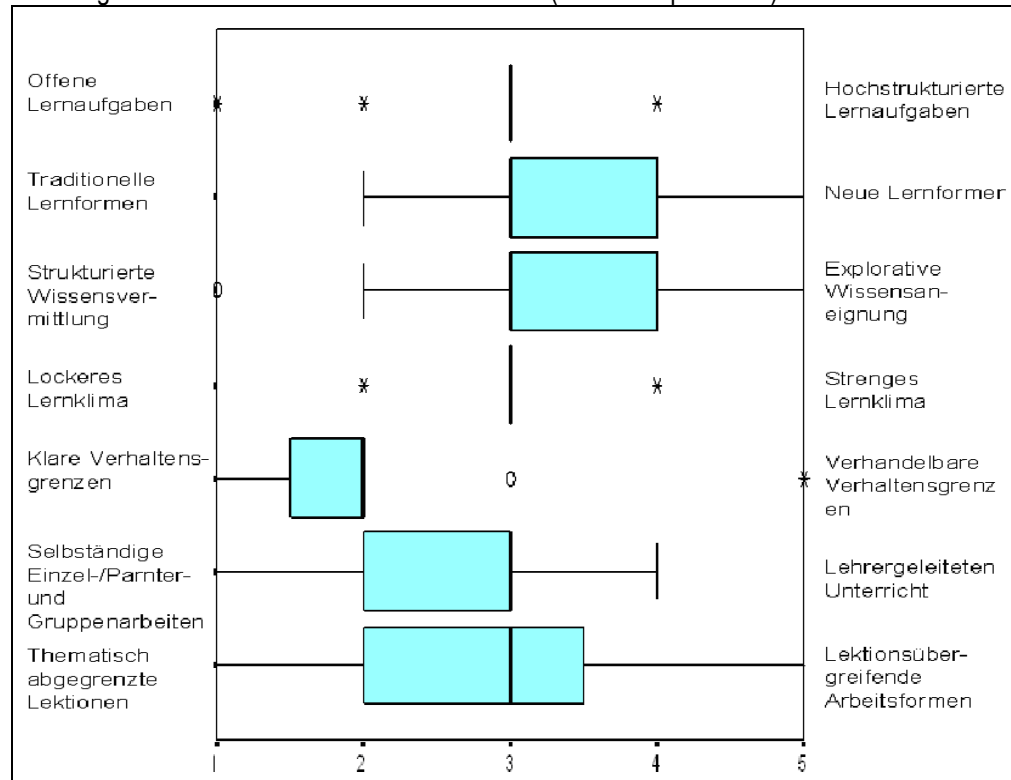 Offene
Lernaufgaben
Hochstrukturierte
Lernaufgaben
Traditionelle
Lernformen
Neue Lernformer
Strukturierte
Wissensver-
mittlung
Explorative
Wissensan-
eignung
Lockeres
Lernklima
Strenges
Lernklima
Klare Verhaltens-
grenzen
Verhandelbare
Verhaltensgrenz
en
Selbständige
Einzel-/Parnter-
und
Gruppenarbeiten
Lehrergeleiteten
Unterricht
Thematisch
abgegrenzte
Lektionen
Lektionsüber-
greifende
Arbeitsformen
1 2 3 4 5